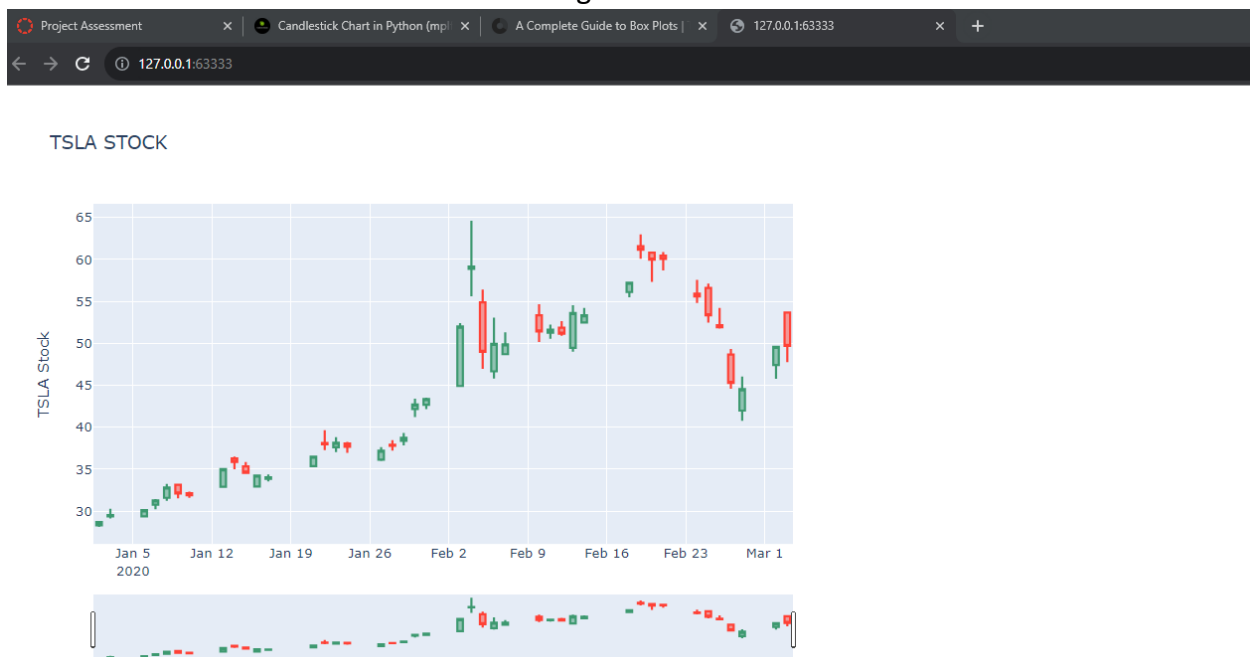 Project Assessment
Candlestick Chart in Python (mpl
A Complete Guide to Box Plots |
127.0.0.1:63333
127.0.0.1:63333
TSLA STOCK
TSLA Stock
65
60
55
50
45
40
35
30
Jan 5 Jan 12 Jan 19 Jan 26 Feb 2 Feb 9 Feb 16 Feb 23 Mar 1
2020